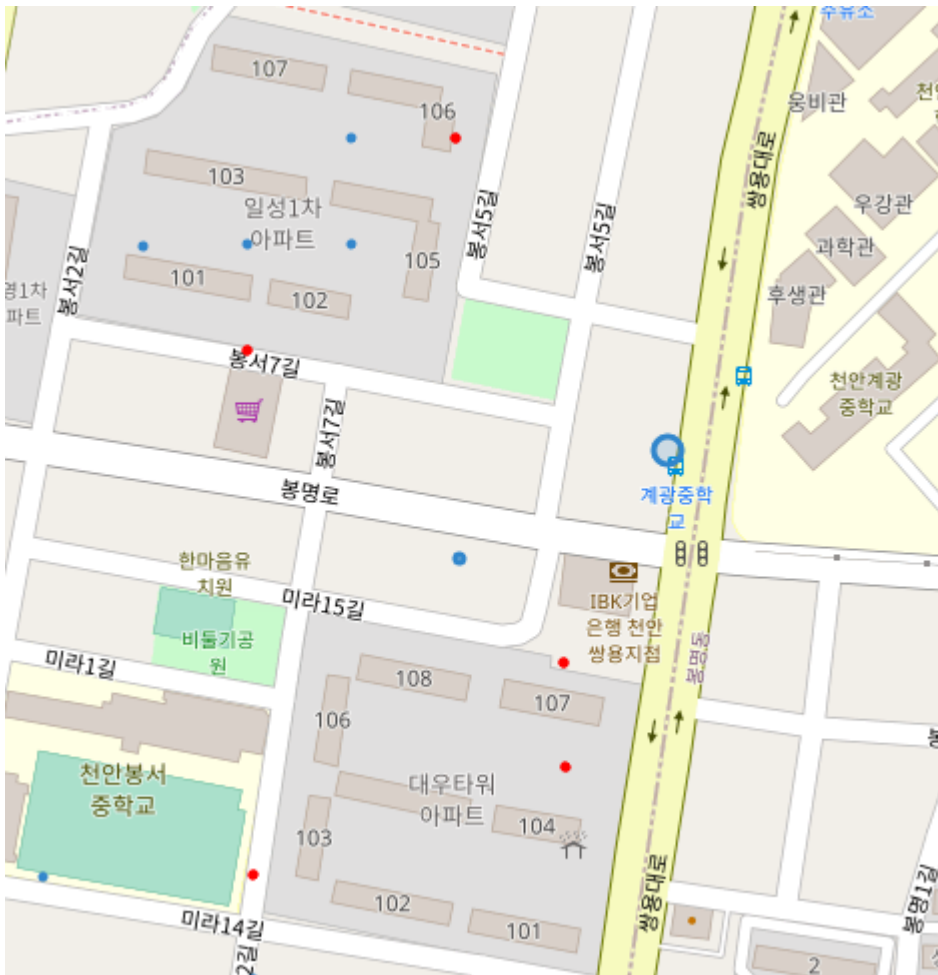 주유소
107
106
웅비관
쌍용대로
103
우강관
일성1차
아파트
봉서5길
봉서5길
과학관
105
101
102
봉서2길
후생관
파트
봉서7길
천안계광
중학교
봉서7길
봉명로
계광중학
교
한마음유
치원
미라15길
IBK기업
은행 천안
쌍용지점
비둘기공
원
봉명동
미라1길
108
107
106
천안봉서
중학교
대우타워
아파트
104
103
쌍용대로
102
101
미라14길
봉명1길
2길
2